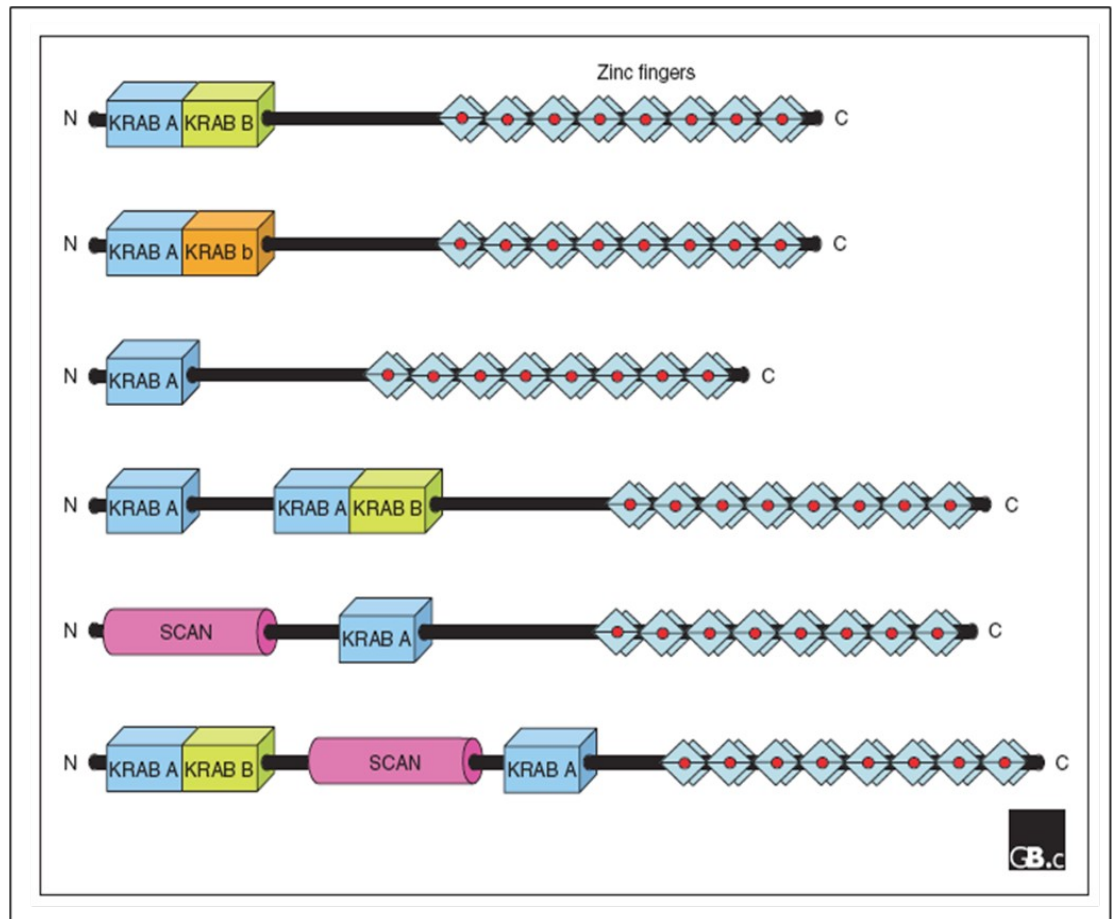 Zinc fingers
N KRAB A KRAB B C
N KRAB A KRAB b C
N KRAB A C
N KRAB A KRAB A KRAB B C
N SCAN KRAB A C
N KRAB A KRAB B SCAN KRAB A C
GB.c